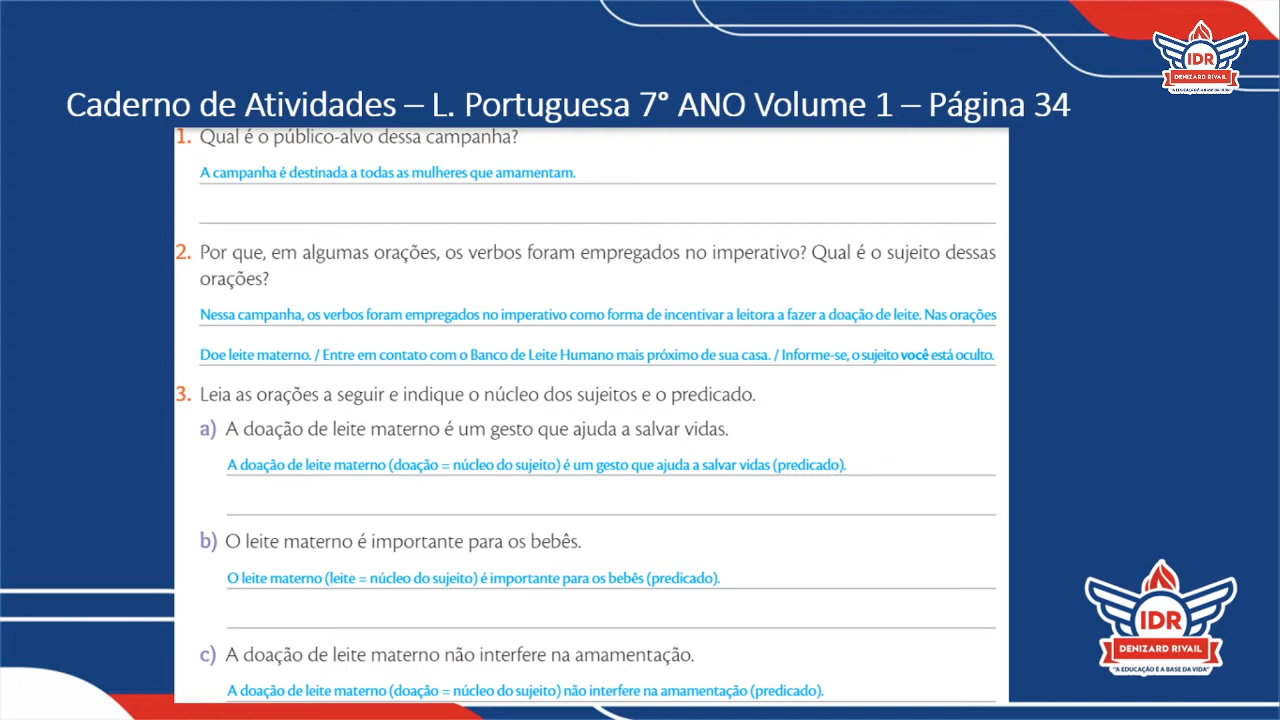 IDR
DENIZARD RIVAIL
"A EDUCAÇÃO É A BASE DA VIDA"
Caderno de Atividades – L. Portuguesa 7° ANO Volume 1 – Página 34
1. Qual é o público-alvo dessa campanha?
A campanha é destinada a todas as mulheres que amamentam.
2. Por que, em algumas orações, os verbos foram empregados no imperativo? Qual é o sujeito dessas
orações?
Nessa campanha, os verbos foram empregados no imperativo como forma de incentivar a leitora a fazer a doação de leite. Nas orações
Doe leite materno. / Entre em contato com o Banco de Leite Humano mais próximo de sua casa. / Informe-se, o sujeito você está oculto.
3. Leia as orações a seguir e indique o núcleo dos sujeitos e o predicado.
a) A doação de leite materno é um gesto que ajuda a salvar vidas.
A doação de leite materno (doação = núcleo do sujeito) é um gesto que ajuda a salvar vidas (predicado).
b) O leite materno é importante para os bebês.
O leite materno (leite = núcleo do sujeito) é importante para os bebês (predicado).
c) A doação de leite materno não interfere na amamentação.
A doação de leite materno (doação = núcleo do sujeito) não interfere na amamentação (predicado).
IDR
DENIZARD RIVAIL
"A EDUCAÇÃO É A BASE DA VIDA"